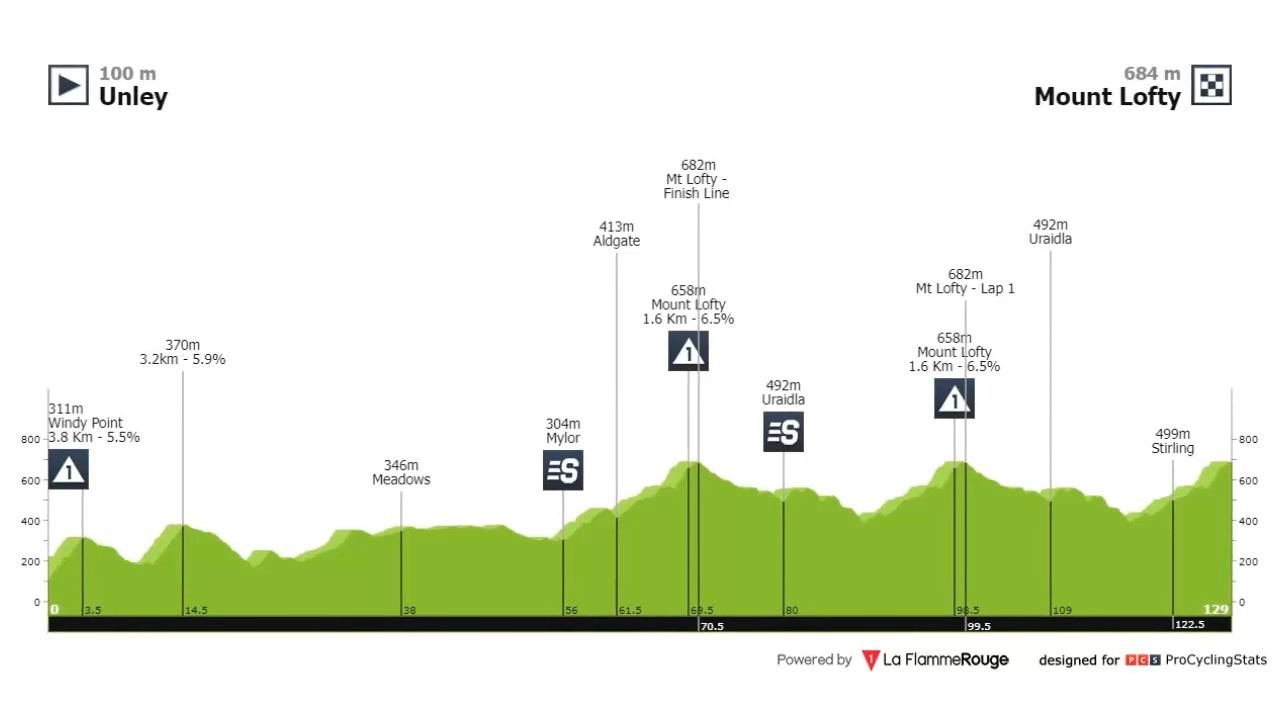 100 m
Unley
684 m
Mount Lofty
682m
Mt Lofty -
Finish Line
413m
Aldgate
492m
Uraidla
682m
Mt Lofty - Lap 1
658m
Mount Lofty
1.6 Km - 6.5%
1
658m
Mount Lofty
1.6 Km - 6.5%
1
370m
3.2km - 5.9%
492m
Uraidla
S
311m
Windy Point
3.8 Km - 5.5%
1
304m
Mylor
S
499m
Stirling
346m
Meadows
800
600
400
200
0
800
600
400
200
0
0
3.5
14.5
38
56
61.5
69.5
80
98.5
109
129
70.5
99.5
122.5
Powered by 1 La FlammeRouge
designed for PCS ProCyclingStats